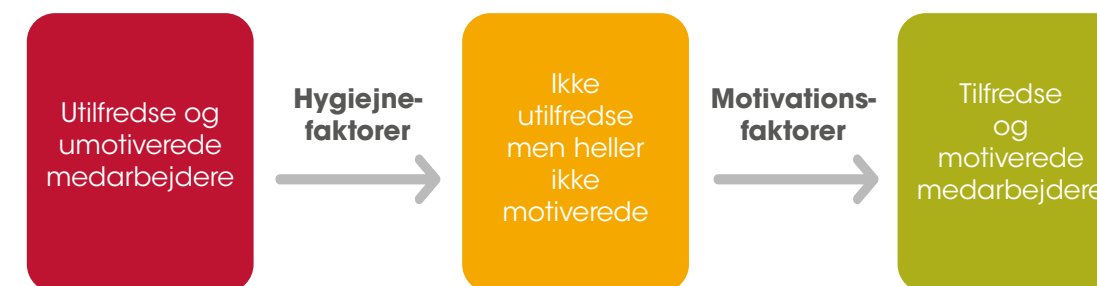 Utilfredse og
umotiverede
medarbejdere
Hygiejne-
faktorer
Ikke
utilfredse
men heller
ikke
motiverede
Motivations-
faktorer
Tilfredse
og
motiverede
medarbejdere